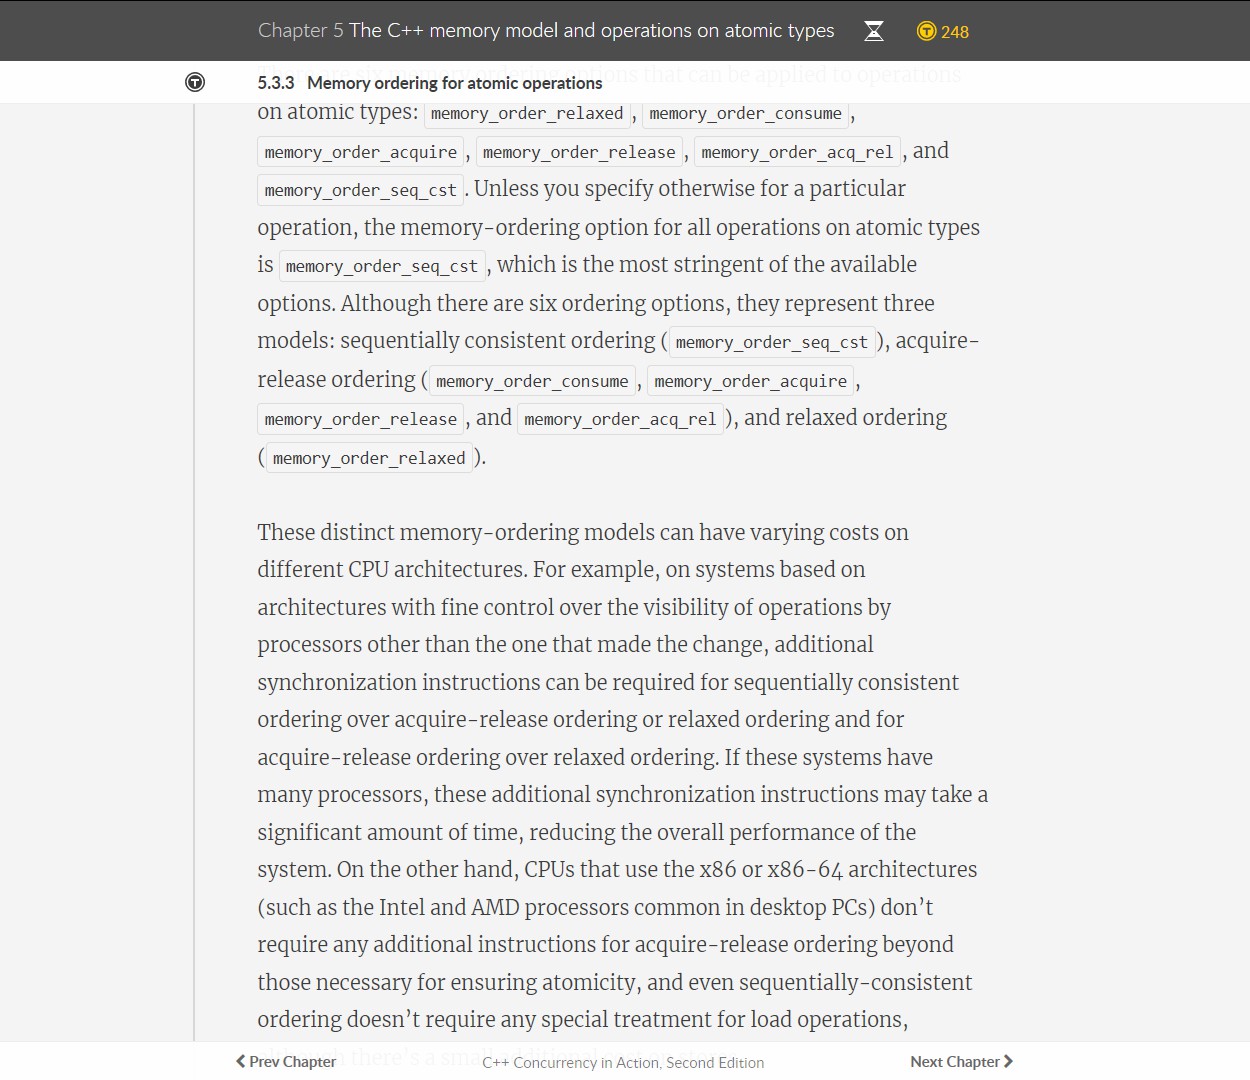 Chapter 5 The C++ memory model and operations on atomic types
248
There are six memory ordering options that can be applied to operations
5.3.3 Memory ordering for atomic operations
on atomic types: memory_order_relaxed, memory_order_consume,
memory_order_acquire, memory_order_release, memory_order_acq_rel, and
memory_order_seq_cst. Unless you specify otherwise for a particular
operation, the memory-ordering option for all operations on atomic types
is memory_order_seq_cst, which is the most stringent of the available
options. Although there are six ordering options, they represent three
models: sequentially consistent ordering (memory_order_seq_cst), acquire-
release ordering (memory_order_consume, memory_order_acquire,
memory_order_release, and memory_order_acq_rel), and relaxed ordering
(memory_order_relaxed).
These distinct memory-ordering models can have varying costs on
different CPU architectures. For example, on systems based on
architectures with fine control over the visibility of operations by
processors other than the one that made the change, additional
synchronization instructions can be required for sequentially consistent
ordering over acquire-release ordering or relaxed ordering and for
acquire-release ordering over relaxed ordering. If these systems have
many processors, these additional synchronization instructions may take a
significant amount of time, reducing the overall performance of the
system. On the other hand, CPUs that use the x86 or x86-64 architectures
(such as the Intel and AMD processors common in desktop PCs) don't
require any additional instructions for acquire-release ordering beyond
those necessary for ensuring atomicity, and even sequentially-consistent
ordering doesn't require any special treatment for load operations,
there's a small
Prev Chapter
C++ Concurrency in Action, Second Edition
Next Chapter